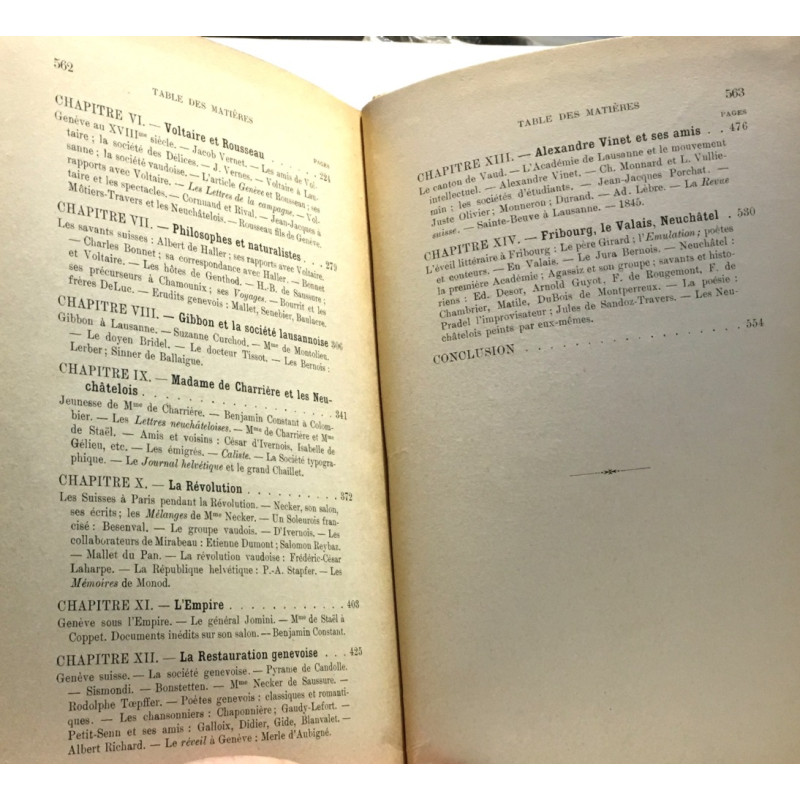 562
TABLE DES MATIÈRES
PAGES
CHAPITRE VI. — Voltaire et Rousseau . . . . . . 224
Genève au XVIIIme siècle. — Jacob Vernet. — Les amis de Vol-
taire ; la société des Délices. — J. Vernes. — Voltaire à Lau-
sanne ; la société vaudoise. — L'article Genève et Rousseau ; ses
rapports avec Voltaire. — Cornuaud et Rival. — Jean-Jacques à
taire et les spectacles. — Les Lettres de la campagne. — Vol-
Môtiers-Travers et les Neuchâtelois. — Rousseau fils de Genève.
CHAPITRE VII. — Philosophes et naturalistes . . . 279
Les savants suisses : Albert de Haller ; ses rapports avec Voltaire.
— Charles Bonnet ; sa correspondance avec Haller. — Bonnet
et Voltaire. — Les hôtes de Genthod. — H.-B. de Saussure ;
ses précurseurs à Chamounix ; ses Voyages. — Bourrit et les
frères DeLuc. — Erudits genevois : Mallet, Senebier, Baulacre.
CHAPITRE VIII. — Gibbon et la société lausannoise 306
Gibbon à Lausanne. — Suzanne Curchod. — Mme de Montolieu.
— Le doyen Bridel. — Le docteur Tissot. — Les Bernois :
Lerber ; Sinner de Ballaigue.
CHAPITRE IX. — Madame de Charrière et les Neu-
châtelois . . . . . . . . . . . . . . . . 341
Jeunesse de Mme de Charrière. — Benjamin Constant à Colom-
bier. — Les Lettres neuchâteloises. — Mme de Charrière et Mme
de Staël. — Amis et voisins : César d'Ivernois, Isabelle de
Gélieu, etc. — Les émigrés. — Caliste. — La Société typogra-
phique. — Le Journal helvétique et le grand Chaillet.
CHAPITRE X. — La Révolution . . . . . . . . . . 372
Les Suisses à Paris pendant la Révolution. — Necker, son salon,
ses écrits ; les Mélanges de Mme Necker. — Un Soleurois fran-
cisé : Besenval. — Le groupe vaudois. — D'Ivernois. — Les
collaborateurs de Mirabeau : Etienne Dumont ; Salomon Reybaz.
— Mallet du Pan. — La révolution vaudoise : Frédéric-César
Laharpe. — La République helvétique : P.-A. Stapfer. — Les
Mémoires de Monod.
CHAPITRE XI. — L'Empire . . . . . . . . . . . . 403
Genève sous l'Empire. — Le général Jomini. — Mme de Staël à
Coppet. Documents inédits sur son salon. — Benjamin Constant.
CHAPITRE XII. — La Restauration genevoise . . . 425
Genève suisse. — La société genevoise. — Pyrame de Candolle.
— Sismondi. — Bonstetten. — Mme Necker de Saussure. —
Rodolphe Tœpffer. — Poètes genevois : classiques et romanti-
ques. — Les chansonniers : Chaponnière ; Gaudy-Lefort. —
Petit-Senn et ses amis : Galloix, Didier, Gide, Blanvalet. —
Albert Richard. — Le réveil à Genève ; Merle d'Aubigné.
563
TABLE DES MATIÈRES
PAGES
CHAPITRE XIII. — Alexandre Vinet et ses amis . . 476
Le canton de Vaud. — L'Académie de Lausanne et le mouvement
intellectuel. — Alexandre Vinet. — Ch. Monnard et L. Vullie-
min ; les sociétés d'étudiants. — Jean-Jacques Porchat. —
Juste Olivier ; Monneron ; Durand. — Ad. Lèbre. — La Revue
suisse. — Sainte-Beuve à Lausanne. — 1845.
CHAPITRE XIV. — Fribourg, le Valais, Neuchâtel . 530
L'éveil littéraire à Fribourg : Le père Girard ; l'Emulation ; poètes
et conteurs. — En Valais. — Le Jura Bernois. — Neuchâtel :
la première Académie ; Agassiz et son groupe ; savants et histo-
riens : Ed. Desor, Arnold Guyot, F. de Rougemont, F. de
Chambrier, Matile, DuBois de Montperreux. — La poésie :
Pradel l'improvisateur ; Jules de Sandoz-Travers. — Les Neu-
châtelois peints par eux-mêmes.
CONCLUSION . . . . . . . . . . . . . . . . 554